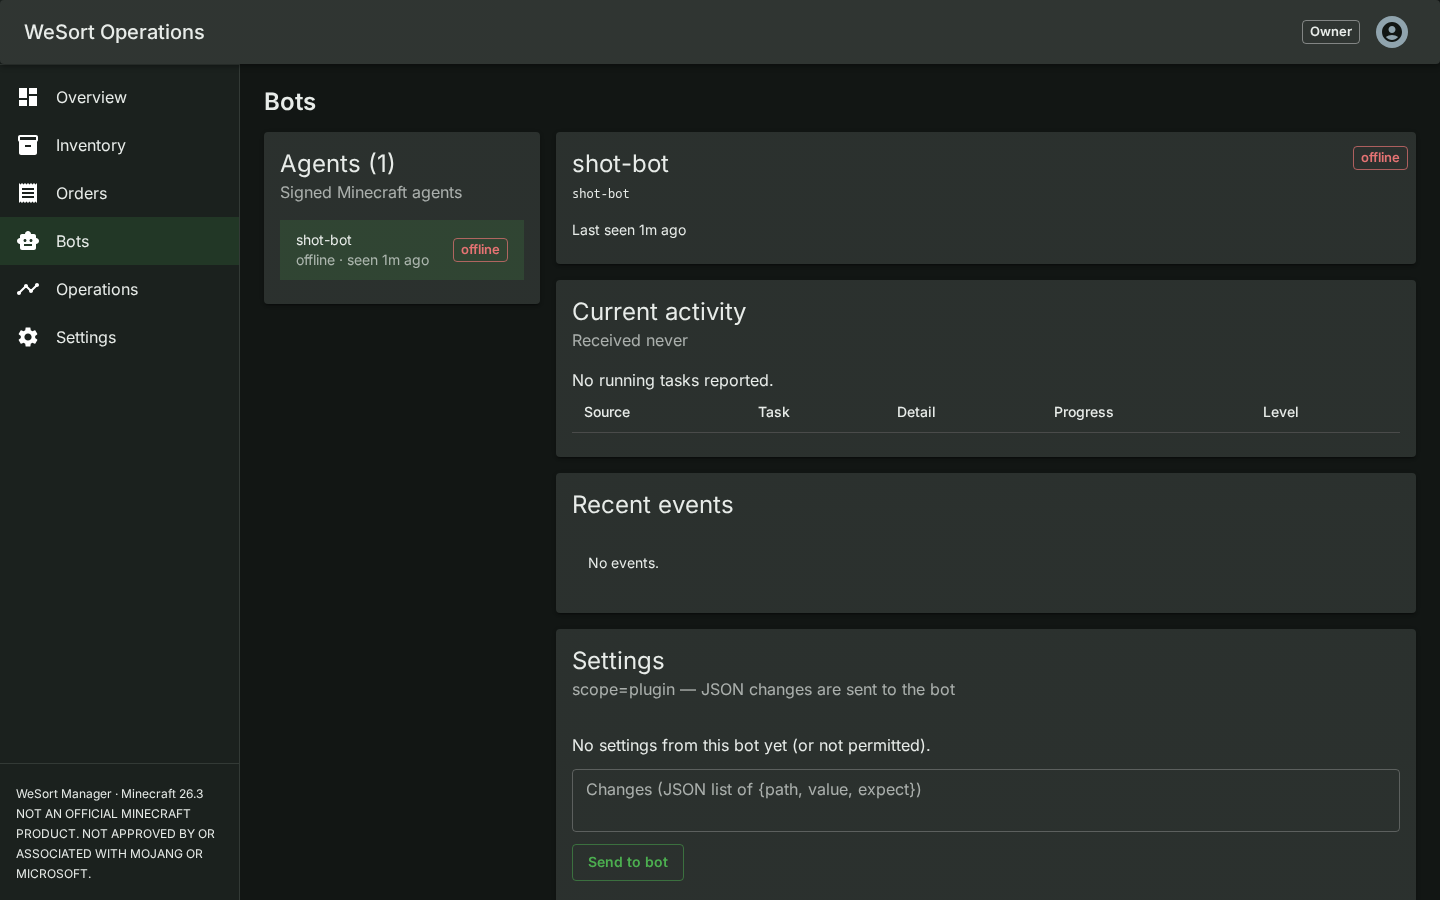 WeSort Operations
Owner
Overview
Inventory
Orders
Bots
Operations
Settings
WeSort Manager · Minecraft 26.3
NOT AN OFFICIAL MINECRAFT
PRODUCT. NOT APPROVED BY OR
ASSOCIATED WITH MOJANG OR
MICROSOFT.
Bots
Agents (1)
Signed Minecraft agents
shot-bot
offline · seen 1m ago
offline
shot-bot
offline
shot-bot
Last seen 1m ago
Current activity
Received never
No running tasks reported.
Source Task Detail Progress Level
Recent events
No events.
Settings
scope=plugin — JSON changes are sent to the bot
No settings from this bot yet (or not permitted).
Changes (JSON list of {path, value, expect})
Send to bot